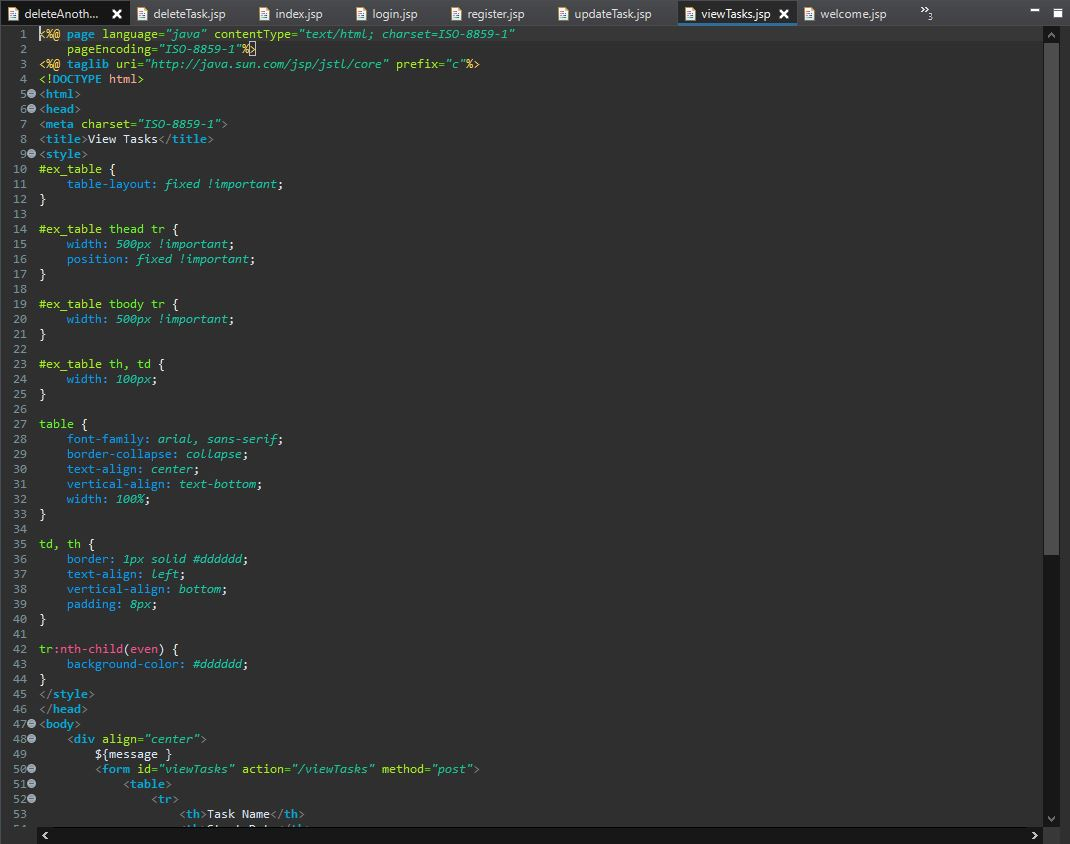 deleteAnoth... deleteTask.jsp index.jsp login.jsp register.jsp updateTask.jsp viewTasks.jsp welcome.jsp »3
1 <%@ page language="java" contentType="text/html; charset=ISO-8859-1"
2 pageEncoding="ISO-8859-1"%>
3 <%@ taglib uri="http://java.sun.com/jsp/jstl/core" prefix="c"%>
4 <!DOCTYPE html>
5 <html>
6 <head>
7 <meta charset="ISO-8859-1">
8 <title>View Tasks</title>
9 <style>
10 #ex_table {
11 table-layout: fixed !important;
12 }
13
14 #ex_table thead tr {
15 width: 500px !important;
16 position: fixed !important;
17 }
18
19 #ex_table tbody tr {
20 width: 500px !important;
21 }
22
23 #ex_table th, td {
24 width: 100px;
25 }
26
27 table {
28 font-family: arial, sans-serif;
29 border-collapse: collapse;
30 text-align: center;
31 vertical-align: text-bottom;
32 width: 100%;
33 }
34
35 td, th {
36 border: 1px solid #dddddd;
37 text-align: left;
38 vertical-align: bottom;
39 padding: 8px;
40 }
41
42 tr:nth-child(even) {
43 background-color: #dddddd;
44 }
45 </style>
46 </head>
47 <body>
48 <div align="center">
49 ${message }
50 <form id="viewTasks" action="/viewTasks" method="post">
51 <table>
52 <tr>
53 <th>Task Name</th>